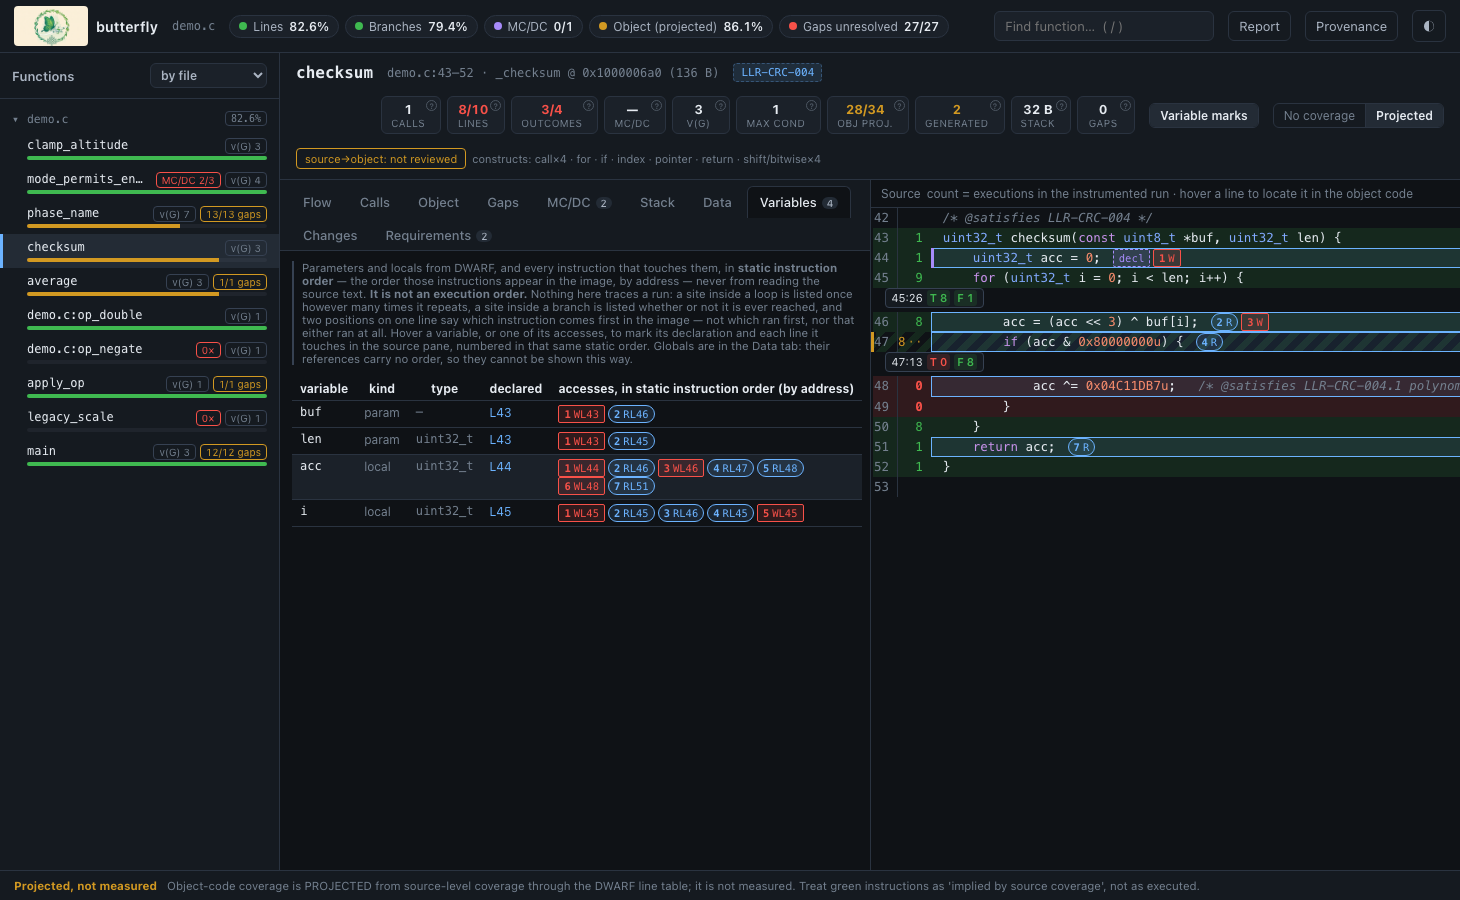 butterfly demo.c Lines 82.6% Branches 79.4% MC/DC 0/1 Object (projected) 86.1% Gaps unresolved 27/27 Find function... ( / ) Report Provenance
Functions by file
demo.c 82.6%
clamp_altitude v(G) 3
mode_permits_en… MC/DC 2/3 v(G) 4
phase_name v(G) 7 13/13 gaps
checksum v(G) 3
average v(G) 3 1/1 gaps
demo.c:op_double v(G) 1
demo.c:op_negate 0× v(G) 1
apply_op v(G) 1 1/1 gaps
legacy_scale 0× v(G) 1
main v(G) 3 12/12 gaps
checksum demo.c:43–52 · _checksum @ 0x1000006a0 (136 B) LLR-CRC-004
1 ? 8/10 ? 3/4 ? — ? 3 ? 1 ? 28/34 ? 2 ? 32 B ? 0 ?
CALLS LINES OUTCOMES MC/DC V(G) MAX COND OBJ PROJ. GENERATED STACK GAPS
Variable marks No coverage Projected
source→object: not reviewed constructs: call×4 · for · if · index · pointer · return · shift/bitwise×4
Flow Calls Object Gaps MC/DC 2 Stack Data Variables 4
Changes Requirements 2
Parameters and locals from DWARF, and every instruction that touches them, in static instruction
order — the order those instructions appear in the image, by address — never from reading the
source text. It is not an execution order. Nothing here traces a run: a site inside a loop is listed once
however many times it repeats, a site inside a branch is listed whether or not it is ever reached, and
two positions on one line say which instruction comes first in the image — not which ran first, nor that
either ran at all. Hover a variable, or one of its accesses, to mark its declaration and each line it
touches in the source pane, numbered in that same static order. Globals are in the Data tab: their
references carry no order, so they cannot be shown this way.
variable kind type declared accesses, in static instruction order (by address)
buf param — L43 1 WL43 2 RL46
len param uint32_t L43 1 WL43 2 RL45
acc local uint32_t L44 1 WL44 2 RL46 3 WL46 4 RL47 5 RL48
6 WL48 7 RL51
i local uint32_t L45 1 WL45 2 RL45 3 RL46 4 RL45 5 WL45
Source count = executions in the instrumented run · hover a line to locate it in the object code
42 /* @satisfies LLR-CRC-004 */
43 1 uint32_t checksum(const uint8_t *buf, uint32_t len) {
44 1 uint32_t acc = 0; decl 1 W
45 9 for (uint32_t i = 0; i < len; i++) {
45:26 T 8 F 1
46 8 acc = (acc << 3) ^ buf[i]; 2 R 3 W
47 8·· if (acc & 0x80000000u) { 4 R
47:13 T 0 F 8
48 0 acc ^= 0x04C11DB7u; /* @satisfies LLR-CRC-004.1 polynom
49 0 }
50 8 }
51 1 return acc; 7 R
52 1 }
53
Projected, not measured Object-code coverage is PROJECTED from source-level coverage through the DWARF line table; it is not measured. Treat green instructions as 'implied by source coverage', not as executed.